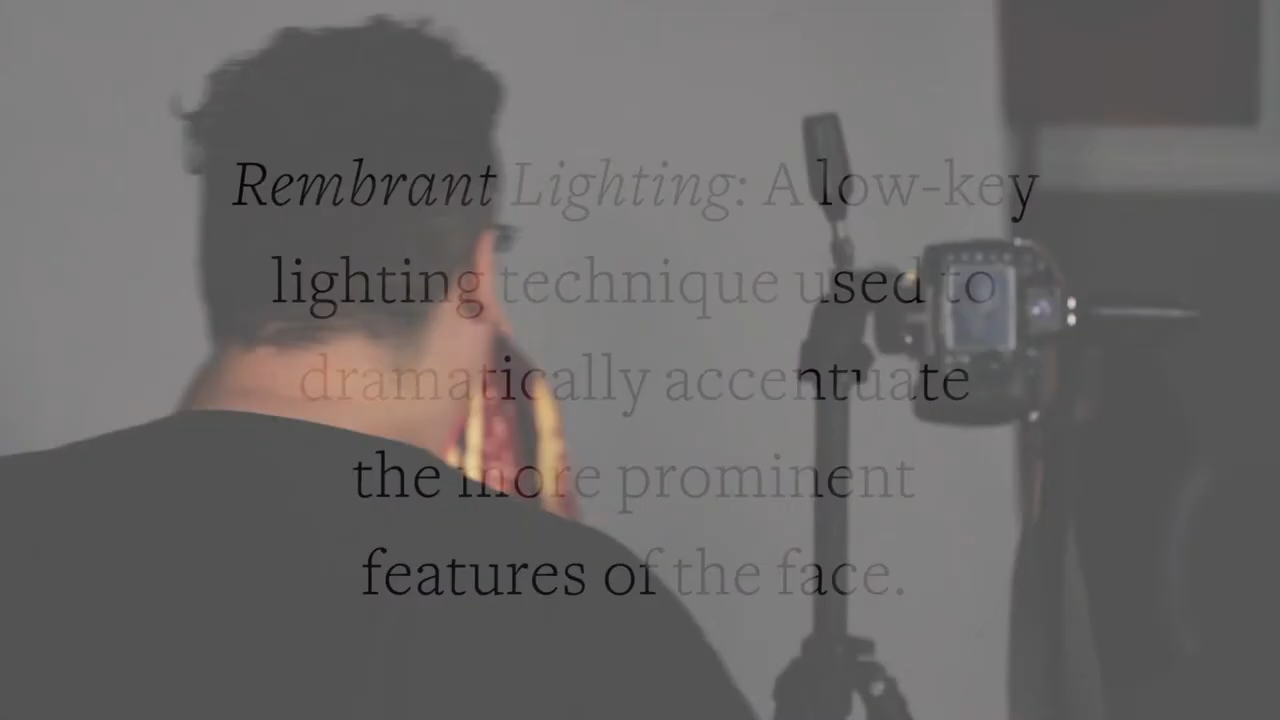 Rembrant Lighting: A low-key
lighting technique used to
dramatically accentuate
the more prominent
features of the face.